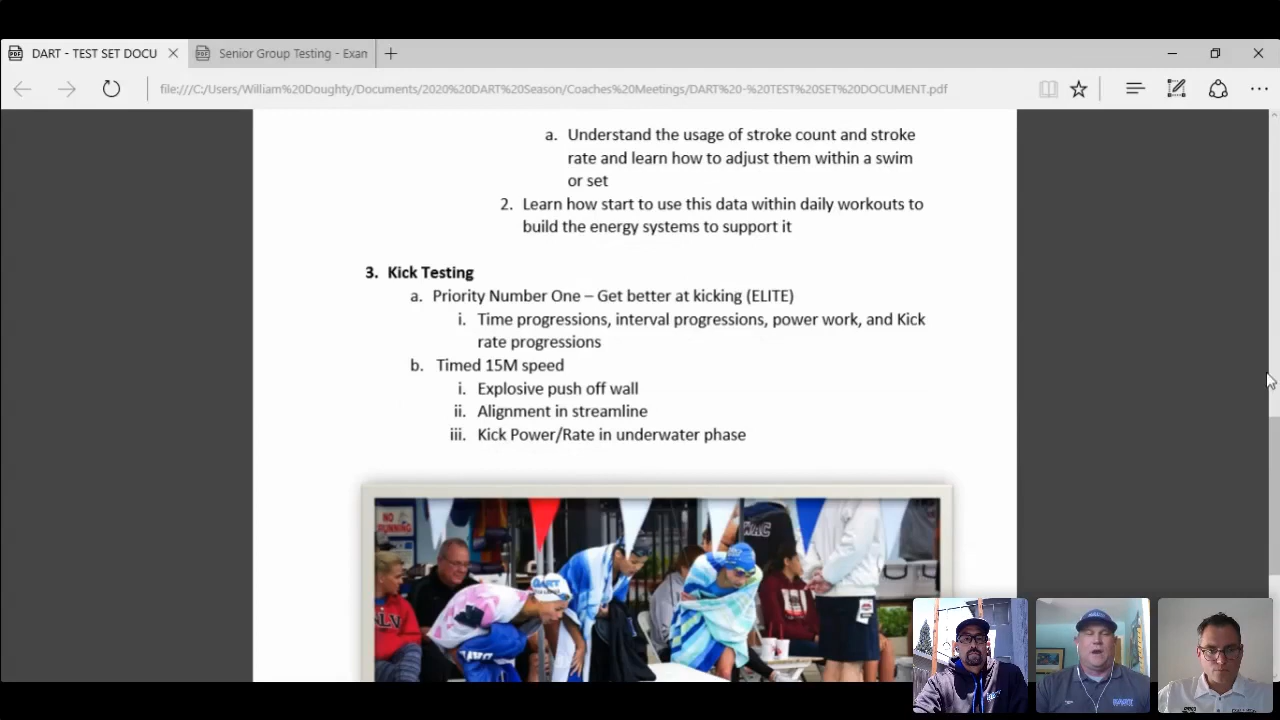 DART - TEST SET DOCU
Senior Group Testing - Exan
file:///C:/Users/William%20Doughty/Documents/2020%20DART%20Season/Coaches%20Meetings/DART%20-%20TEST%20SET%20DOCUMENT.pdf
a. Understand the usage of stroke count and stroke
rate and learn how to adjust them within a swim
or set
2. Learn how start to use this data within daily workouts to
build the energy systems to support it
3. Kick Testing
a. Priority Number One – Get better at kicking (ELITE)
i. Time progressions, interval progressions, power work, and Kick
rate progressions
b. Timed 15M speed
i. Explosive push off wall
ii. Alignment in streamline
iii. Kick Power/Rate in underwater phase
NO
RUNNING
WAC
DART